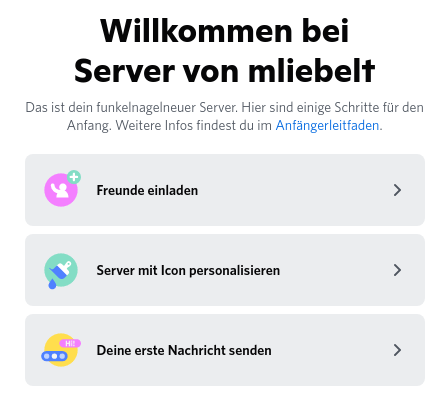 Willkommen bei
Server von mliebelt
Das ist dein funkelnagelneuer Server. Hier sind einige Schritte für den
Anfang. Weitere Infos findest du im Anfängerleitfaden.
Freunde einladen
Server mit Icon personalisieren
Hi!
Deine erste Nachricht senden